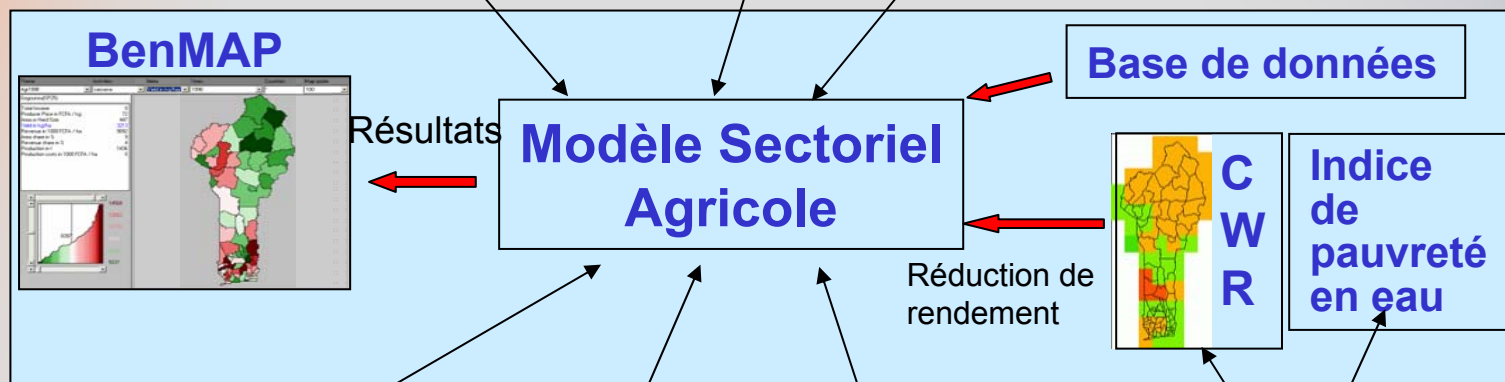 BenMAP
Résultats
Modèle Sectoriel
Agricole
Base de données
Réduction de
rendement
C
W
R
Indice
de
pauvreté
en eau